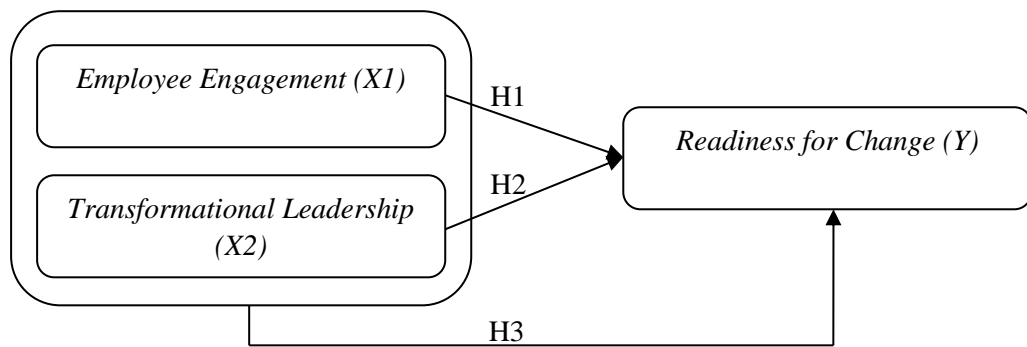 Employee Engagement (X1)
H1
Readiness for Change (Y)
H2
Transformational Leadership
(X2)
H3